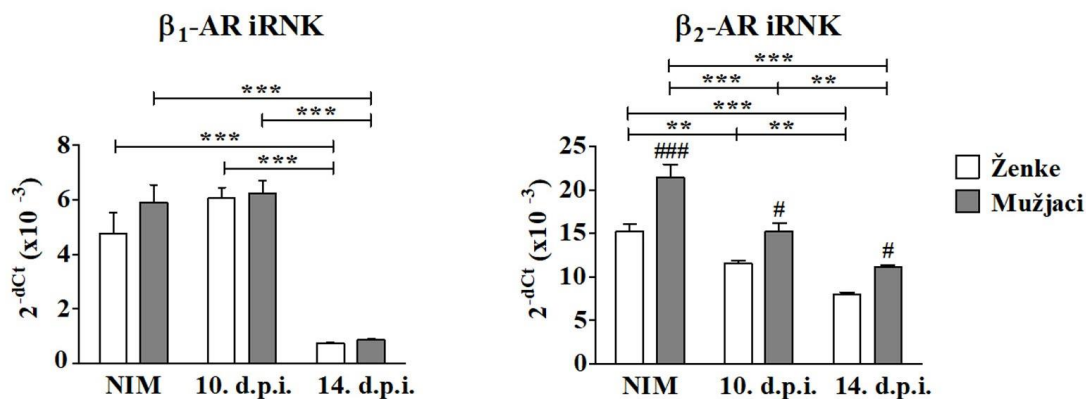 β₁-AR iRNK
***
***
***
***
8
6
4
2
0
2^-dCt (x10^-3)
NIM
10. d.p.i.
14. d.p.i.
β₂-AR iRNK
***
***
**
***
**
**
25
20
15
10
5
0
2^-dCt (x10^-3)
###
#
#
NIM
10. d.p.i.
14. d.p.i.
Ženke
Mužjaci